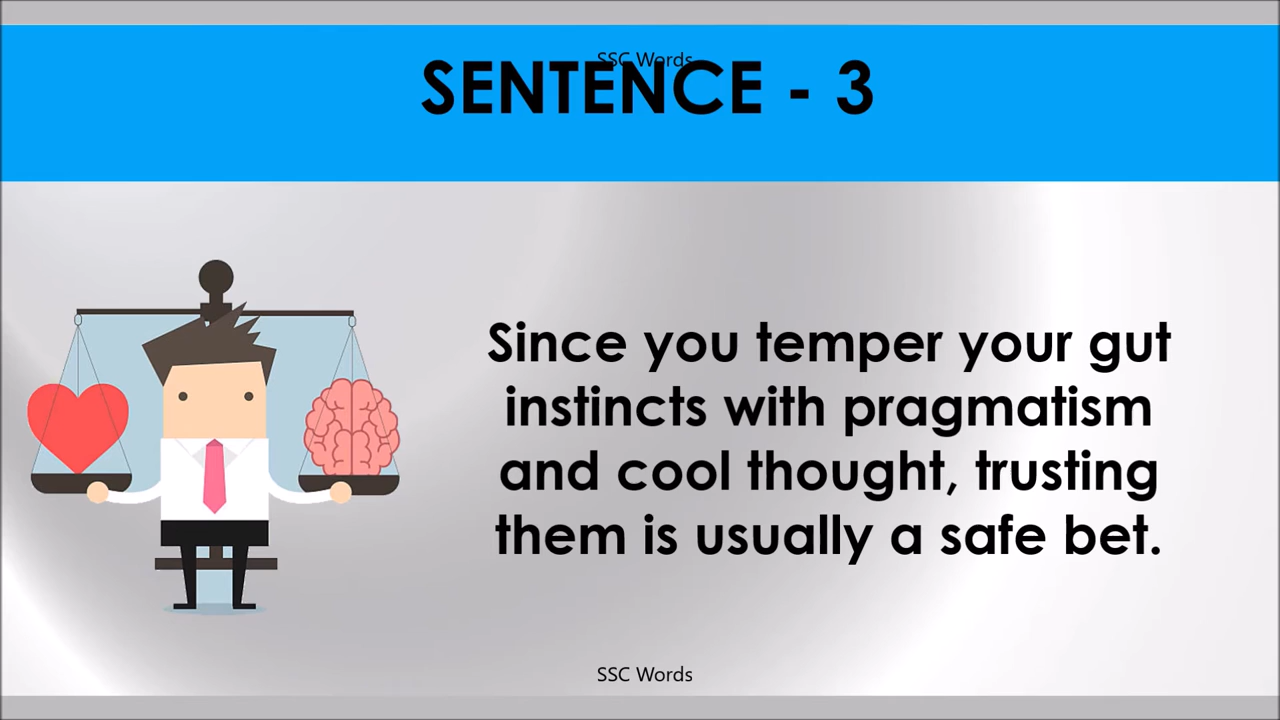 SSC Words
SENTENCE - 3
Since you temper your gut
instincts with pragmatism
and cool thought, trusting
them is usually a safe bet.
SSC Words